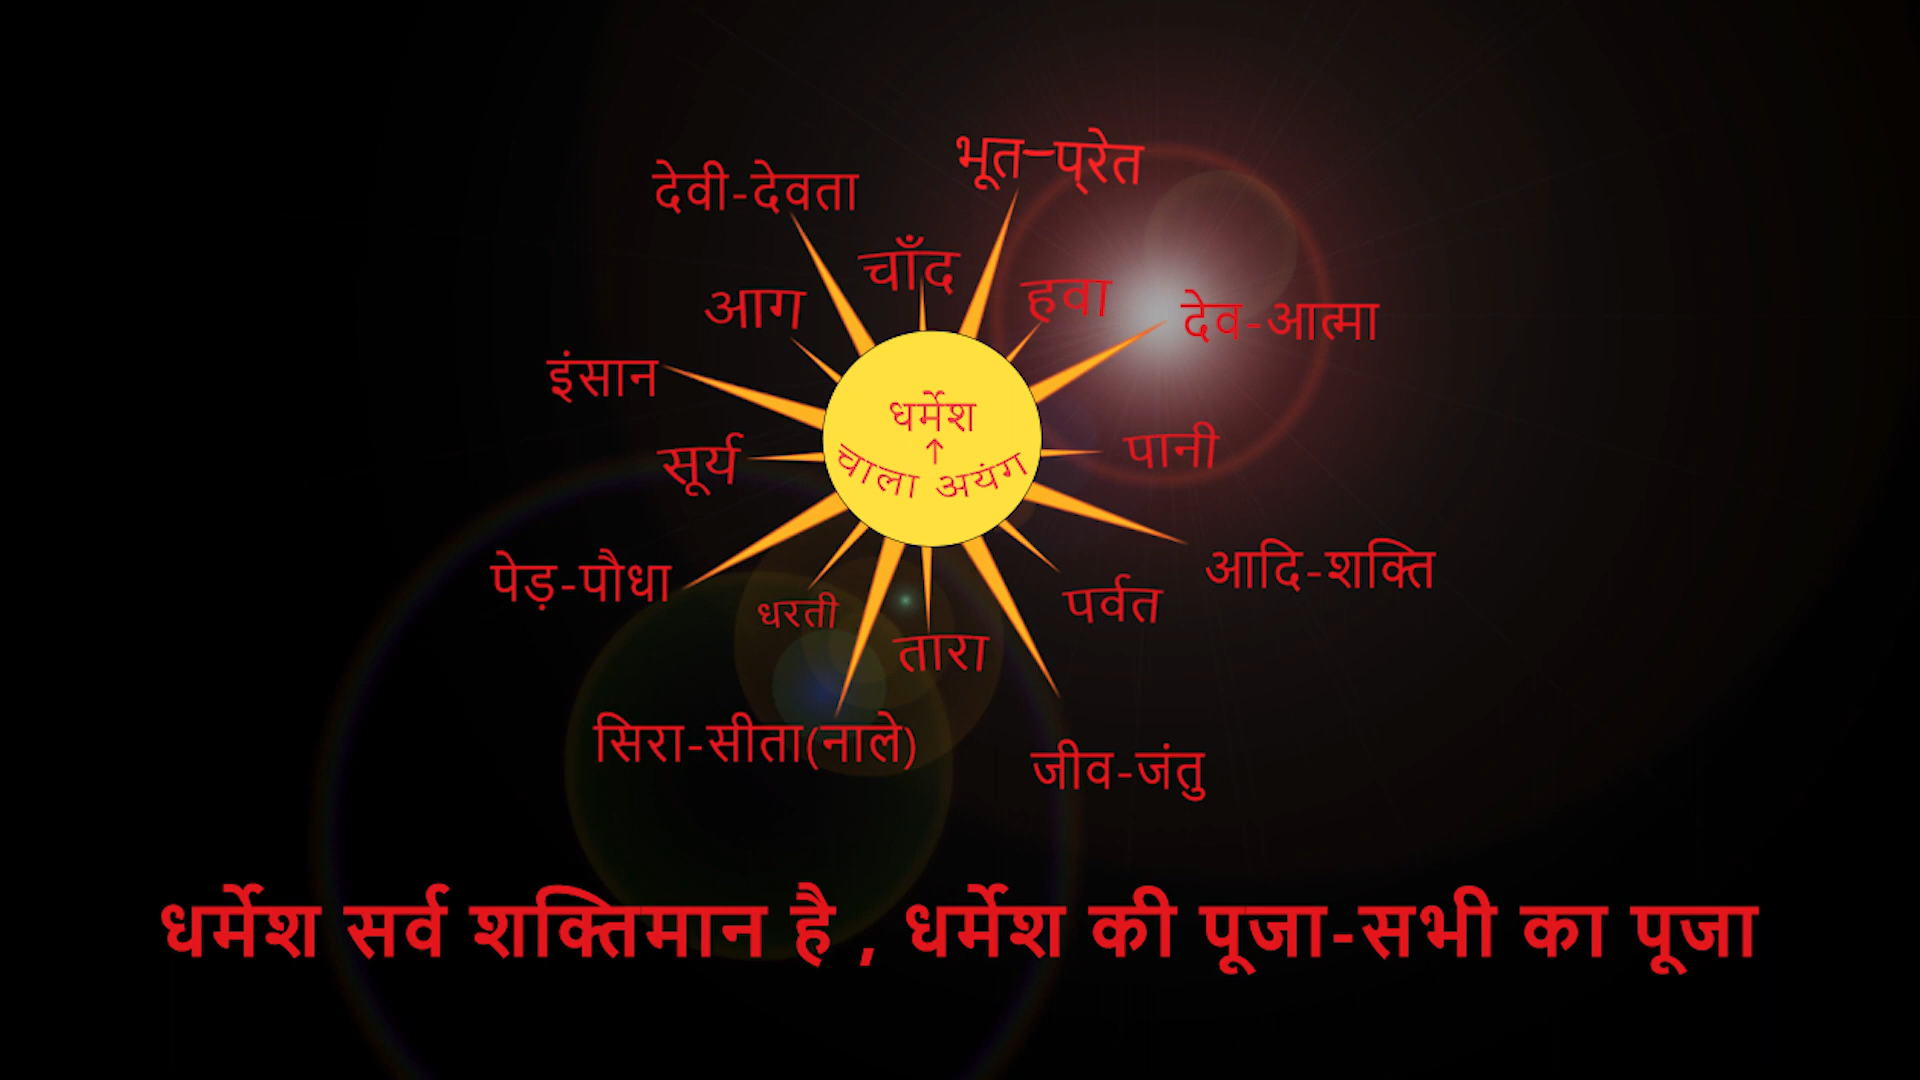 भूत-प्रेत
देवी-देवता
चाँद
हवा
आग
देव-आत्मा
इंसान
धर्मेश
↑
चाला अयंग
सूर्य
पानी
पेड़-पौधा
आदि-शक्ति
धरती
पर्वत
तारा
सिरा-सीता(नाले)
जीव-जंतु
धर्मेश सर्व शक्तिमान है , धर्मेश की पूजा-सभी का पूजा